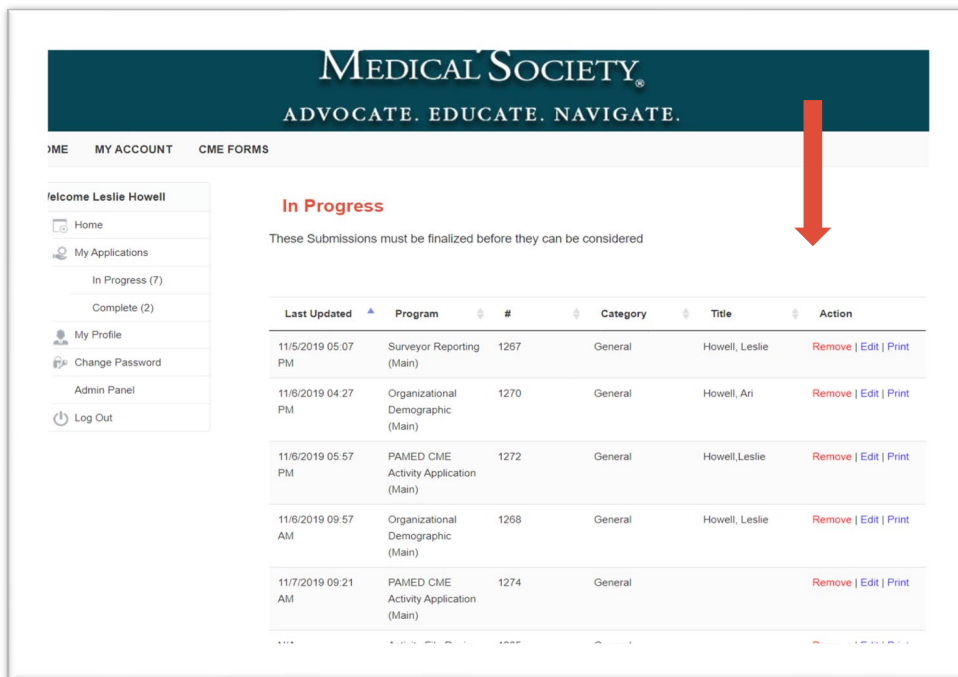 MEDICAL SOCIETY®
ADVOCATE. EDUCATE. NAVIGATE.
OME MY ACCOUNT CME FORMS
Welcome Leslie Howell
Home
My Applications
In Progress (7)
Complete (2)
My Profile
Change Password
Admin Panel
Log Out
In Progress
These Submissions must be finalized before they can be considered
Last Updated Program # Category Title Action
11/5/2019 05:07 Surveyor Reporting 1267 General Howell, Leslie Remove | Edit | Print
PM (Main)
11/6/2019 04:27 Organizational 1270 General Howell, Ari Remove | Edit | Print
PM Demographic
(Main)
11/6/2019 05:57 PAMED CME 1272 General Howell,Leslie Remove | Edit | Print
PM Activity Application
(Main)
11/6/2019 09:57 Organizational 1268 General Howell, Leslie Remove | Edit | Print
AM Demographic
(Main)
11/7/2019 09:21 PAMED CME 1274 General Remove | Edit | Print
AM Activity Application
(Main)